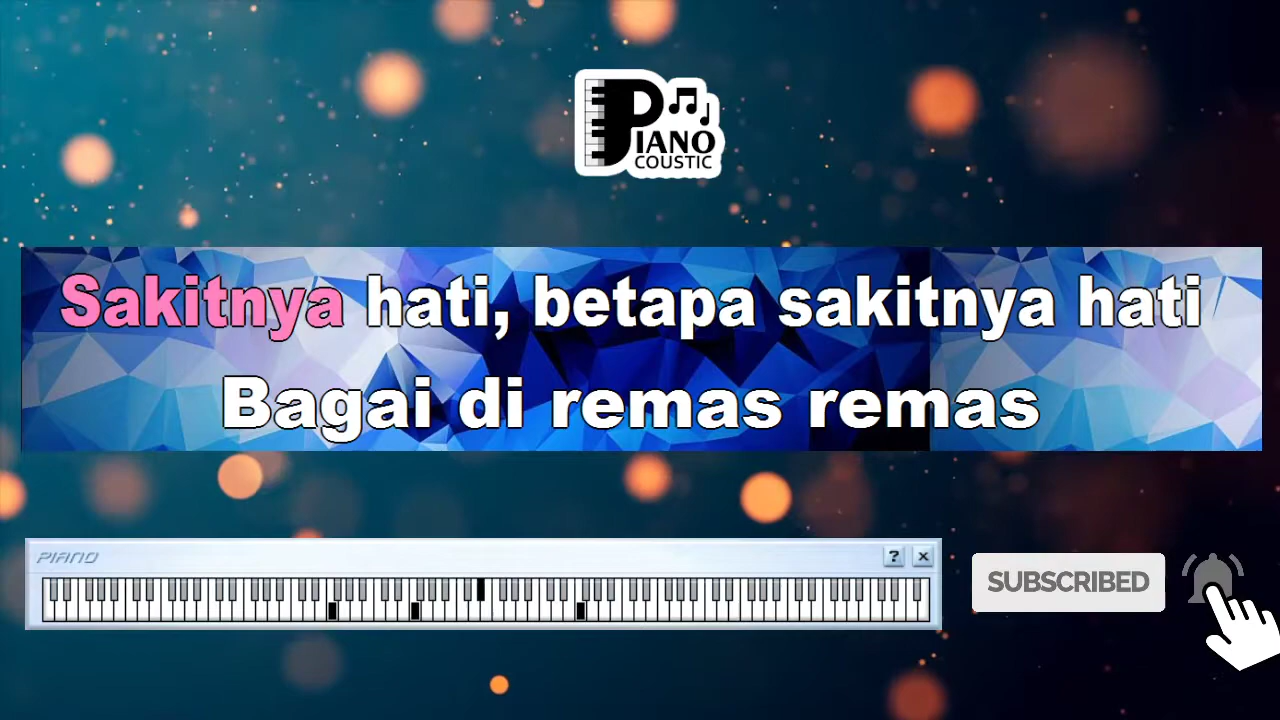 PIANO
COUSTIC
Sakitnya hati, betapa sakitnya hati
Bagai di remas remas
PIANO
?
×
SUBSCRIBED